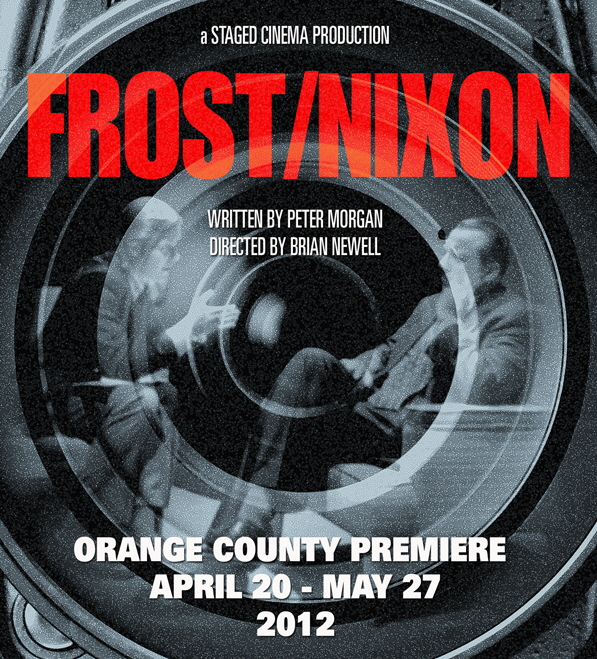 a STAGED CINEMA PRODUCTION
FROST/NIXON
WRITTEN BY PETER MORGAN
DIRECTED BY BRIAN NEWELL
ORANGE COUNTY PREMIERE
APRIL 20 - MAY 27
2012